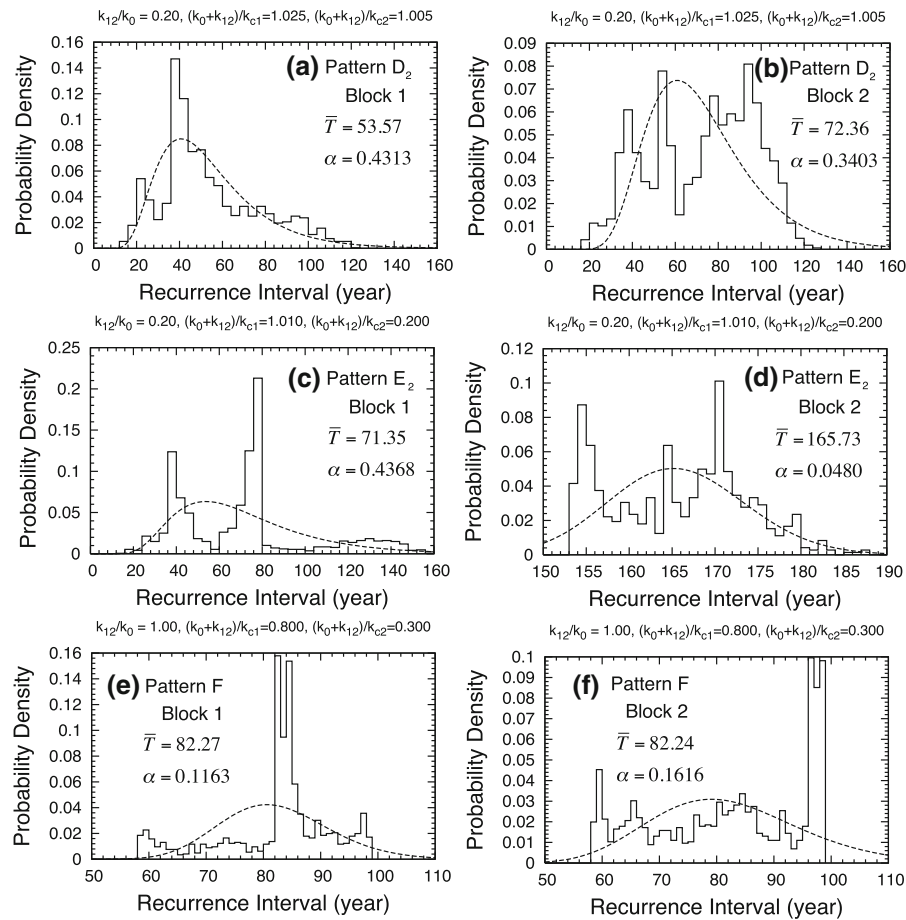 k12/k0 = 0.20, (k0+k12)/kc1=1.025, (k0+k12)/kc2=1.005
(a) Pattern D2
Block 1
T̅ = 53.57
α = 0.4313
Probability Density
0.16
0.14
0.12
0.1
0.08
0.06
0.04
0.02
0
0 20 40 60 80 100 120 140 160
Recurrence Interval (year)
k12/k0 = 0.20, (k0+k12)/kc1=1.025, (k0+k12)/kc2=1.005
(b) Pattern D2
Block 2
T̅ = 72.36
α = 0.3403
Probability Density
0.09
0.08
0.07
0.06
0.05
0.04
0.03
0.02
0.01
0
0 20 40 60 80 100 120 140 160
Recurrence Interval (year)
k12/k0 = 0.20, (k0+k12)/kc1=1.010, (k0+k12)/kc2=0.200
(c) Pattern E2
Block 1
T̅ = 71.35
α = 0.4368
Probability Density
0.25
0.2
0.15
0.1
0.05
0
0 20 40 60 80 100 120 140 160
Recurrence Interval (year)
k12/k0 = 0.20, (k0+k12)/kc1=1.010, (k0+k12)/kc2=0.200
(d) Pattern E2
Block 2
T̅ = 165.73
α = 0.0480
Probability Density
0.12
0.1
0.08
0.06
0.04
0.02
0
150 155 160 165 170 175 180 185 190
Recurrence Interval (year)
k12/k0 = 1.00, (k0+k12)/kc1=0.800, (k0+k12)/kc2=0.300
(e) Pattern F
Block 1
T̅ = 82.27
α = 0.1163
Probability Density
0.16
0.14
0.12
0.1
0.08
0.06
0.04
0.02
0
50 60 70 80 90 100 110
Recurrence Interval (year)
k12/k0 = 1.00, (k0+k12)/kc1=0.800, (k0+k12)/kc2=0.300
(f) Pattern F
Block 2
T̅ = 82.24
α = 0.1616
Probability Density
0.1
0.09
0.08
0.07
0.06
0.05
0.04
0.03
0.02
0.01
0
50 60 70 80 90 100 110
Recurrence Interval (year)